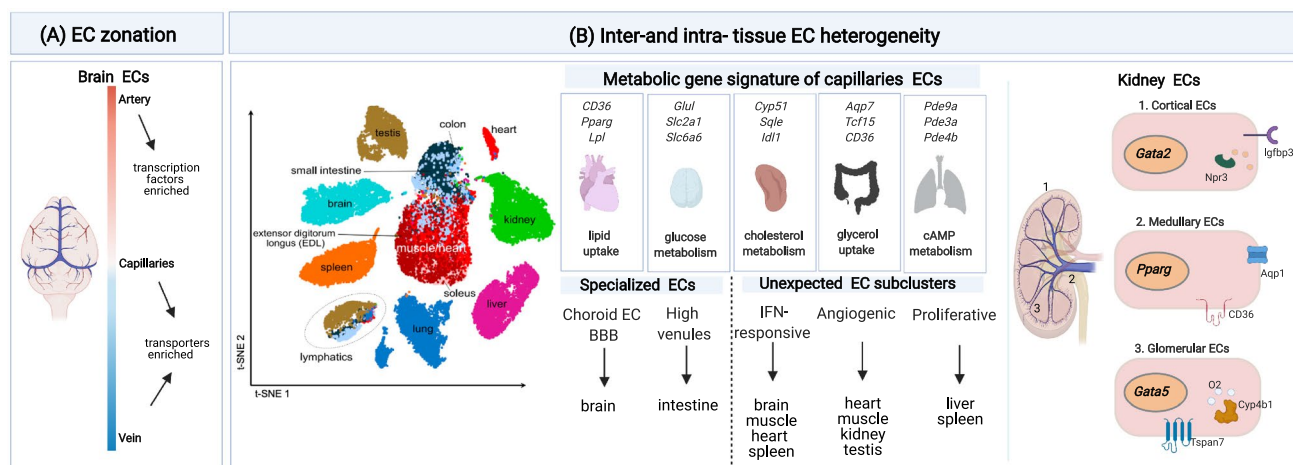 (A) EC zonation
(B) Inter-and intra- tissue EC heterogeneity
Brain ECs
Artery
transcription
factors
enriched
Capillaries
transporters
enriched
Vein
t-SNE 2
t-SNE 1
testis
colon
heart
small intestine
brain
kidney
extensor digitorum
longus (EDL)
muscle/heart
spleen
soleus
liver
lung
lymphatics
Metabolic gene signature of capillaries ECs
CD36
Pparg
Lpl
lipid
uptake
Glul
Slc2a1
Slc6a6
glucose
metabolism
Cyp51
Sqle
Idl1
cholesterol
metabolism
Aqp7
Tcf15
CD36
glycerol
uptake
Pde9a
Pde3a
Pde4b
cAMP
metabolism
Specialized ECs
Choroid EC
BBB
brain
High
venules
intestine
Unexpected EC subclusters
IFN-
responsive
brain
muscle
heart
spleen
Angiogenic
heart
muscle
kidney
testis
Proliferative
liver
spleen
Kidney ECs
1
2
3
1. Cortical ECs
Gata2
Npr3
Igfbp3
2. Medullary ECs
Pparg
Aqp1
CD36
3. Glomerular ECs
Gata5
O2
Cyp4b1
Tspan7